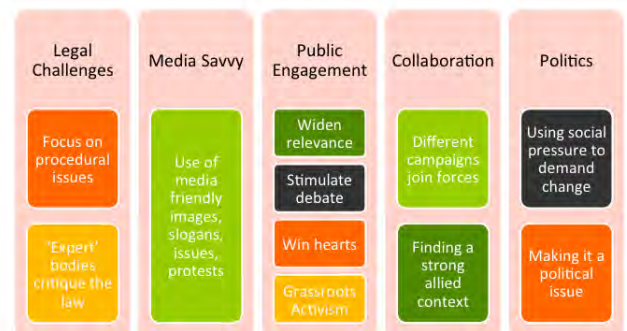 Legal
Challenges
Focus on
procedural
issues
'Expert'
bodies
critique the
law
Media Savvy
Use of
media
friendly
images,
slogans,
issues,
protests
Public
Engagement
Widen
relevance
Stimulate
debate
Win hearts
Grassroots
Activism
Collaboration
Different
campaigns
join forces
Finding a
strong
allied
context
Politics
Using social
pressure to
demand
change
Making it a
political
issue